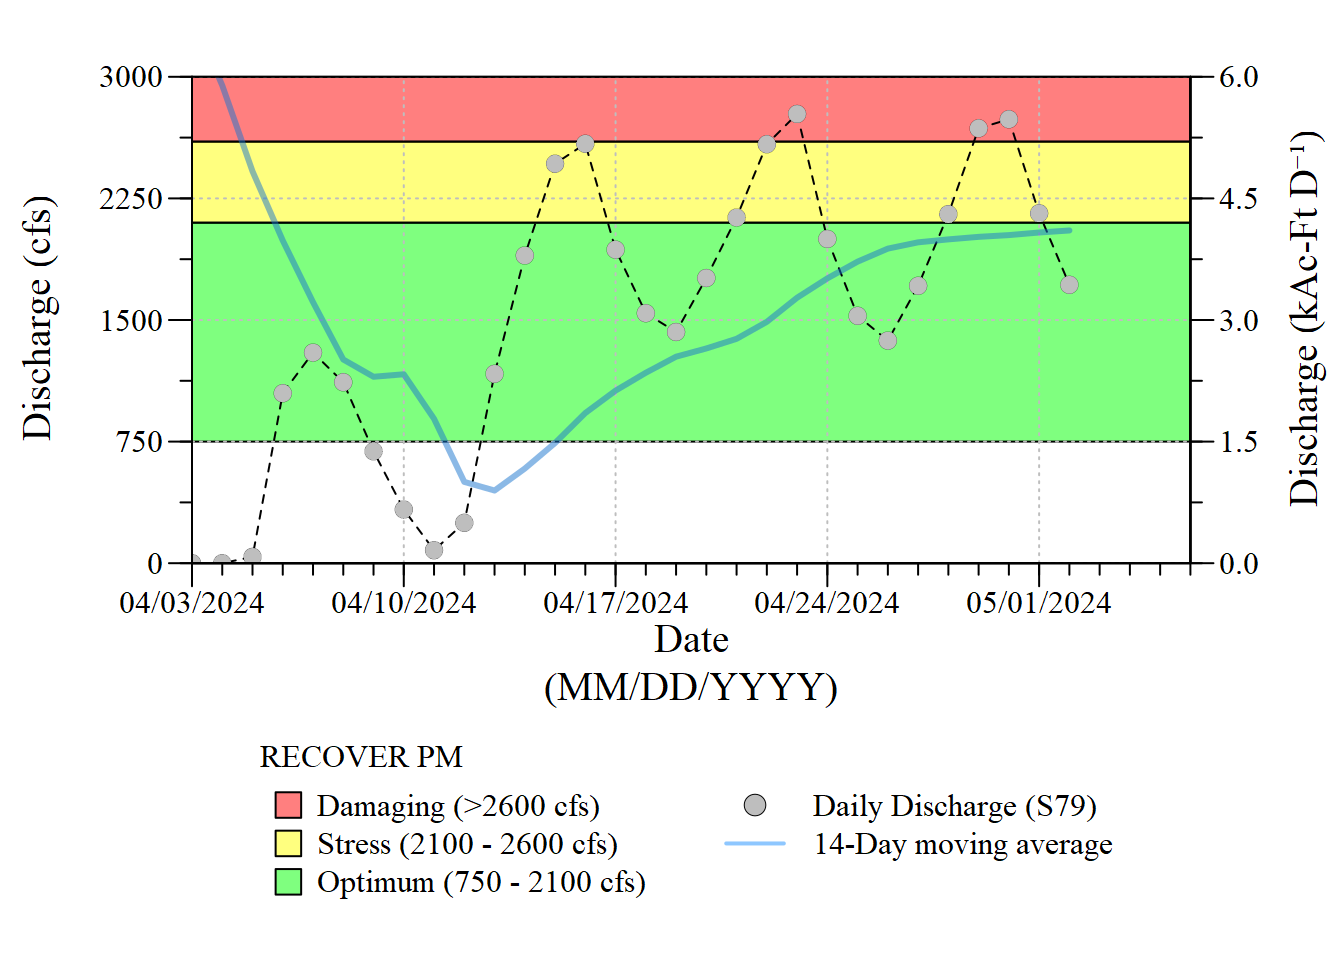 3000
2250
1500
750
0
Discharge (cfs)
6.0
4.5
3.0
1.5
0.0
Discharge (kAc-Ft D⁻¹)
04/03/2024 04/10/2024 04/17/2024 04/24/2024 05/01/2024
Date
(MM/DD/YYYY)
RECOVER PM
Damaging (>2600 cfs)
Stress (2100 - 2600 cfs)
Optimum (750 - 2100 cfs)
Daily Discharge (S79)
14-Day moving average